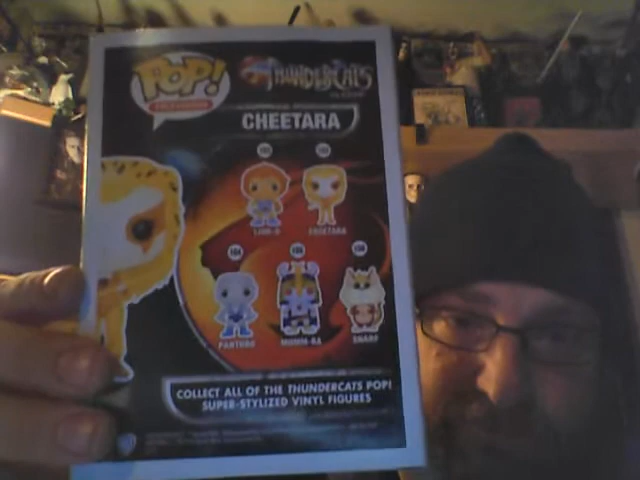 POP!
TELEVISION
THUNDERCATS
CHEETARA
LION-O
CHEETARA
PANTHRO
MUMM-RA
SNARF
COLLECT ALL OF THE THUNDERCATS POP!
SUPER-STYLIZED VINYL FIGURES